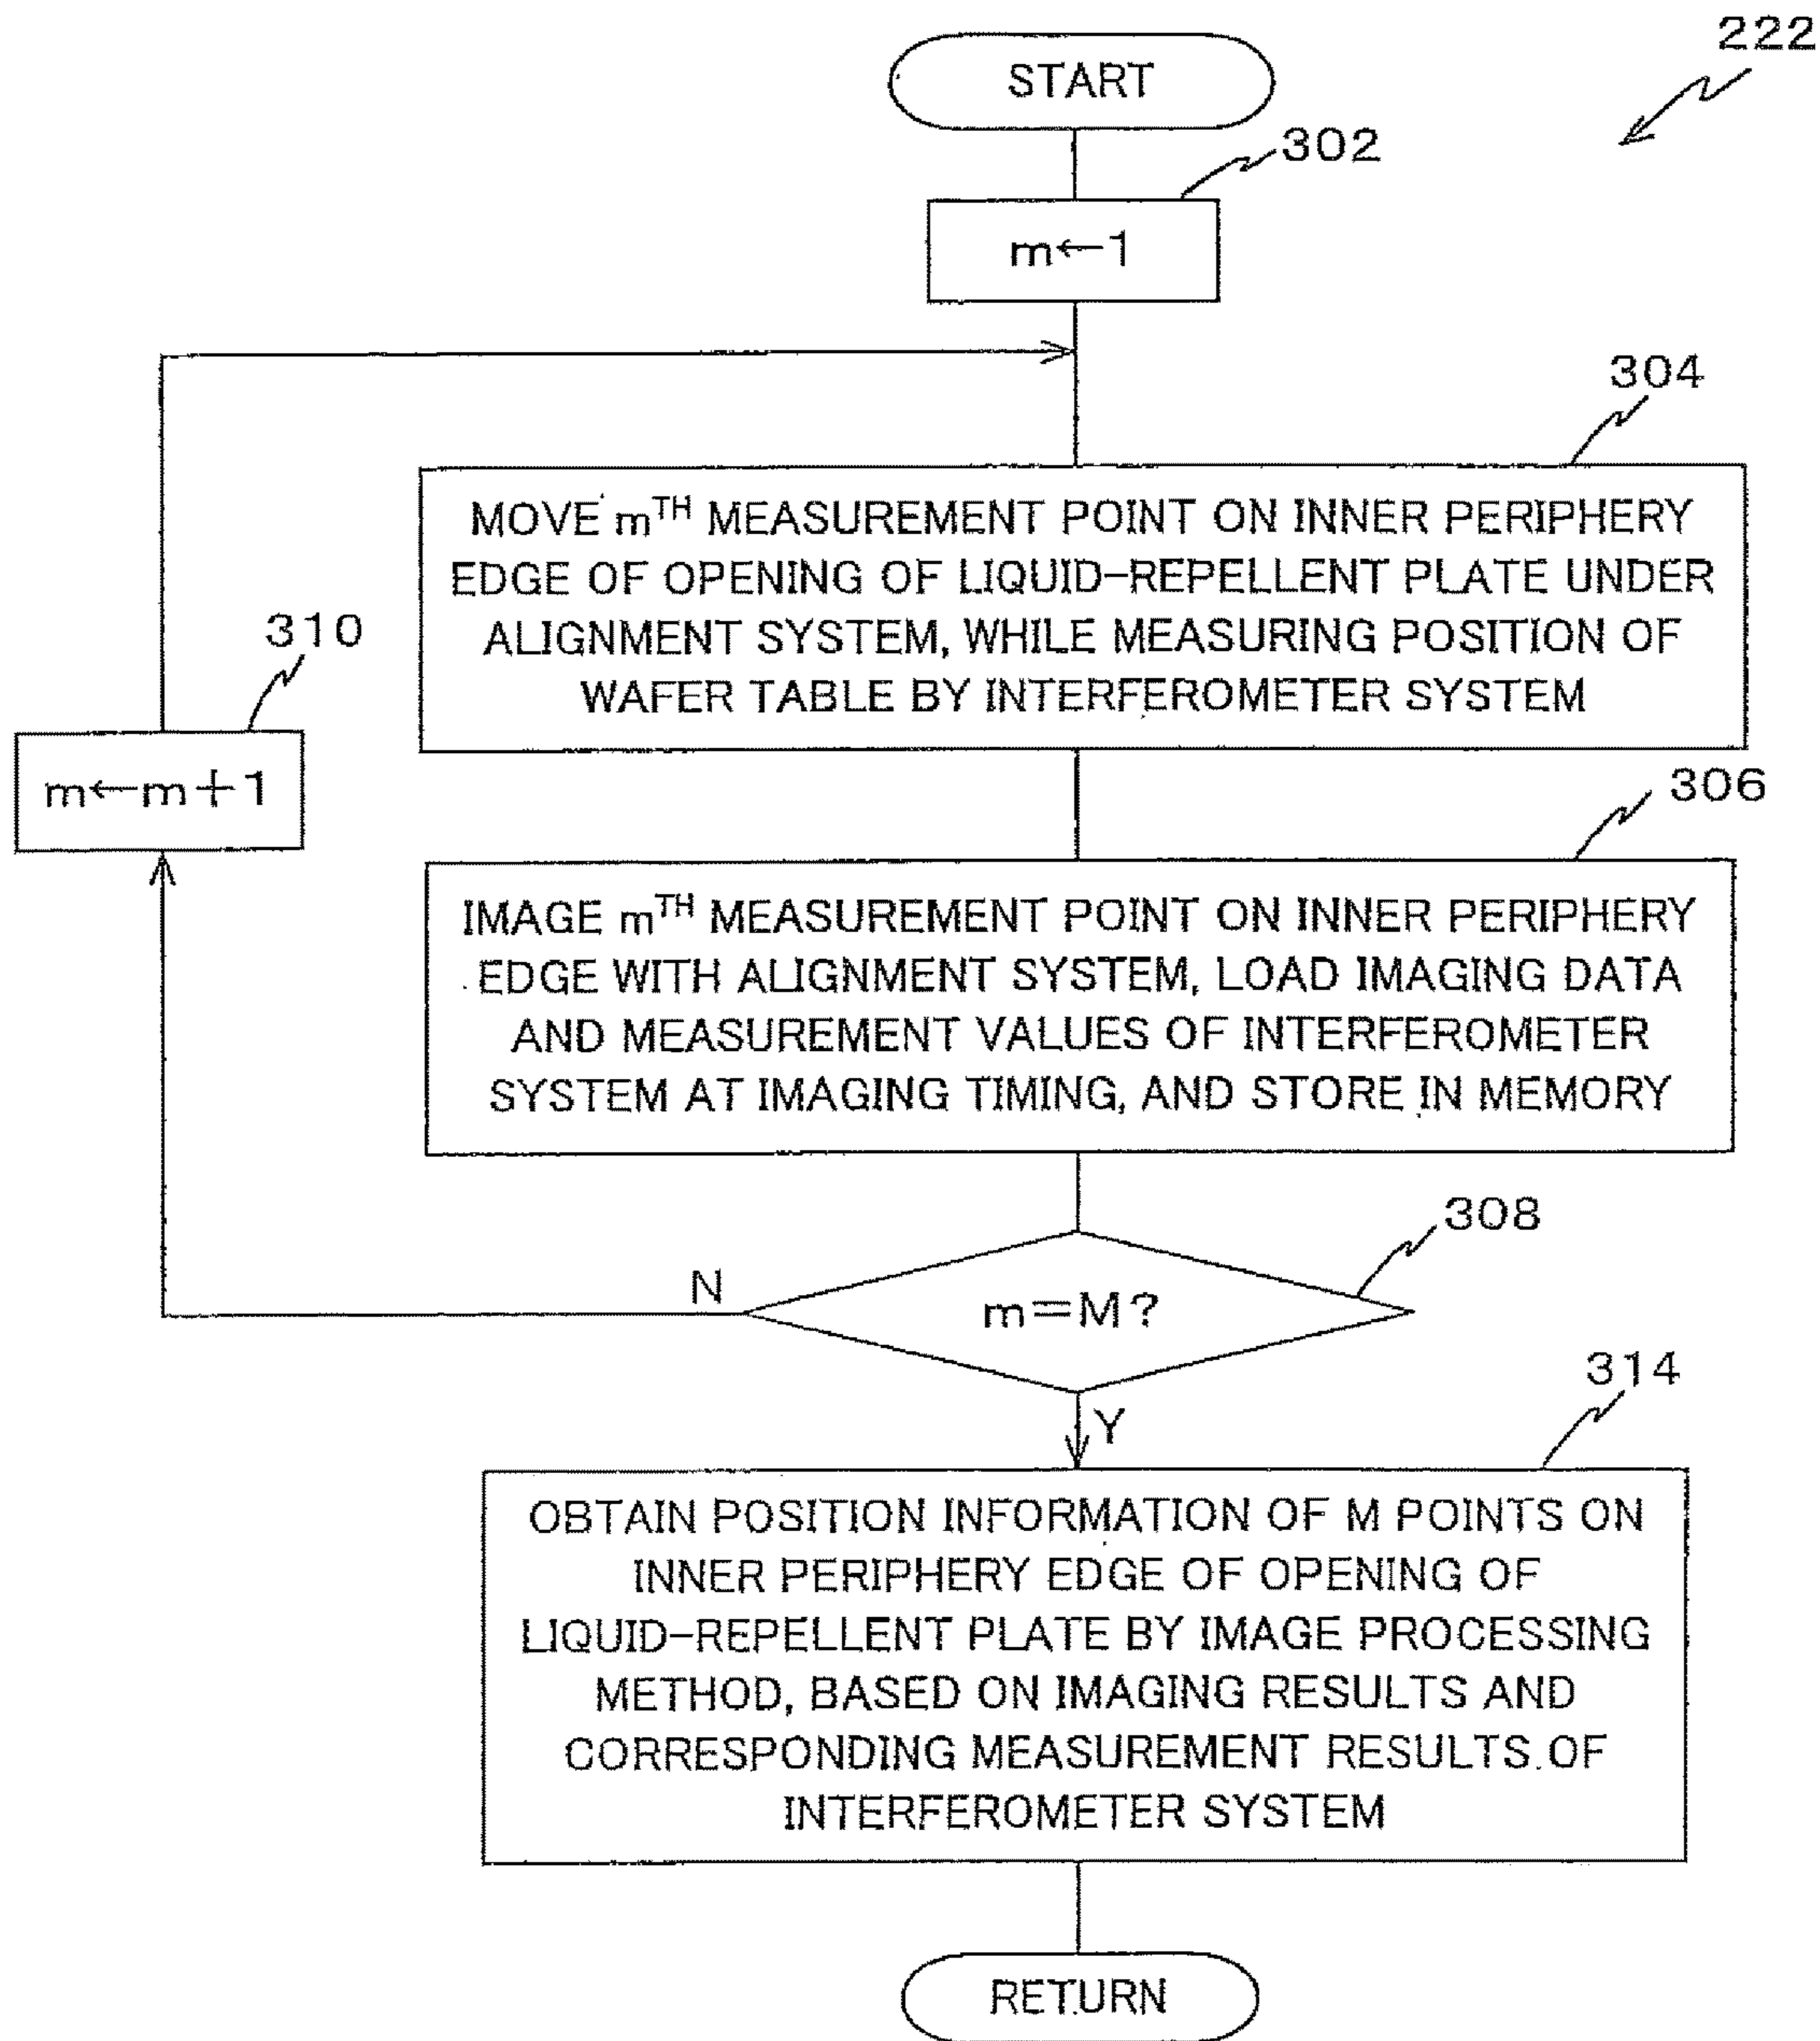 222
START
302
m←1
304
MOVE mTH MEASUREMENT POINT ON INNER PERIPHERY
EDGE OF OPENING OF LIQUID-REPELLENT PLATE UNDER
ALIGNMENT SYSTEM, WHILE MEASURING POSITION OF
WAFER TABLE BY INTERFEROMETER SYSTEM
310
m←m+1
306
IMAGE mTH MEASUREMENT POINT ON INNER PERIPHERY
EDGE WITH ALIGNMENT SYSTEM, LOAD IMAGING DATA
AND MEASUREMENT VALUES OF INTERFEROMETER
SYSTEM AT IMAGING TIMING, AND STORE IN MEMORY
308
N
m=M?
314
Y
OBTAIN POSITION INFORMATION OF M POINTS ON
INNER PERIPHERY EDGE OF OPENING OF
LIQUID-REPELLENT PLATE BY IMAGE PROCESSING
METHOD, BASED ON IMAGING RESULTS AND
CORRESPONDING MEASUREMENT RESULTS OF
INTERFEROMETER SYSTEM
RETURN